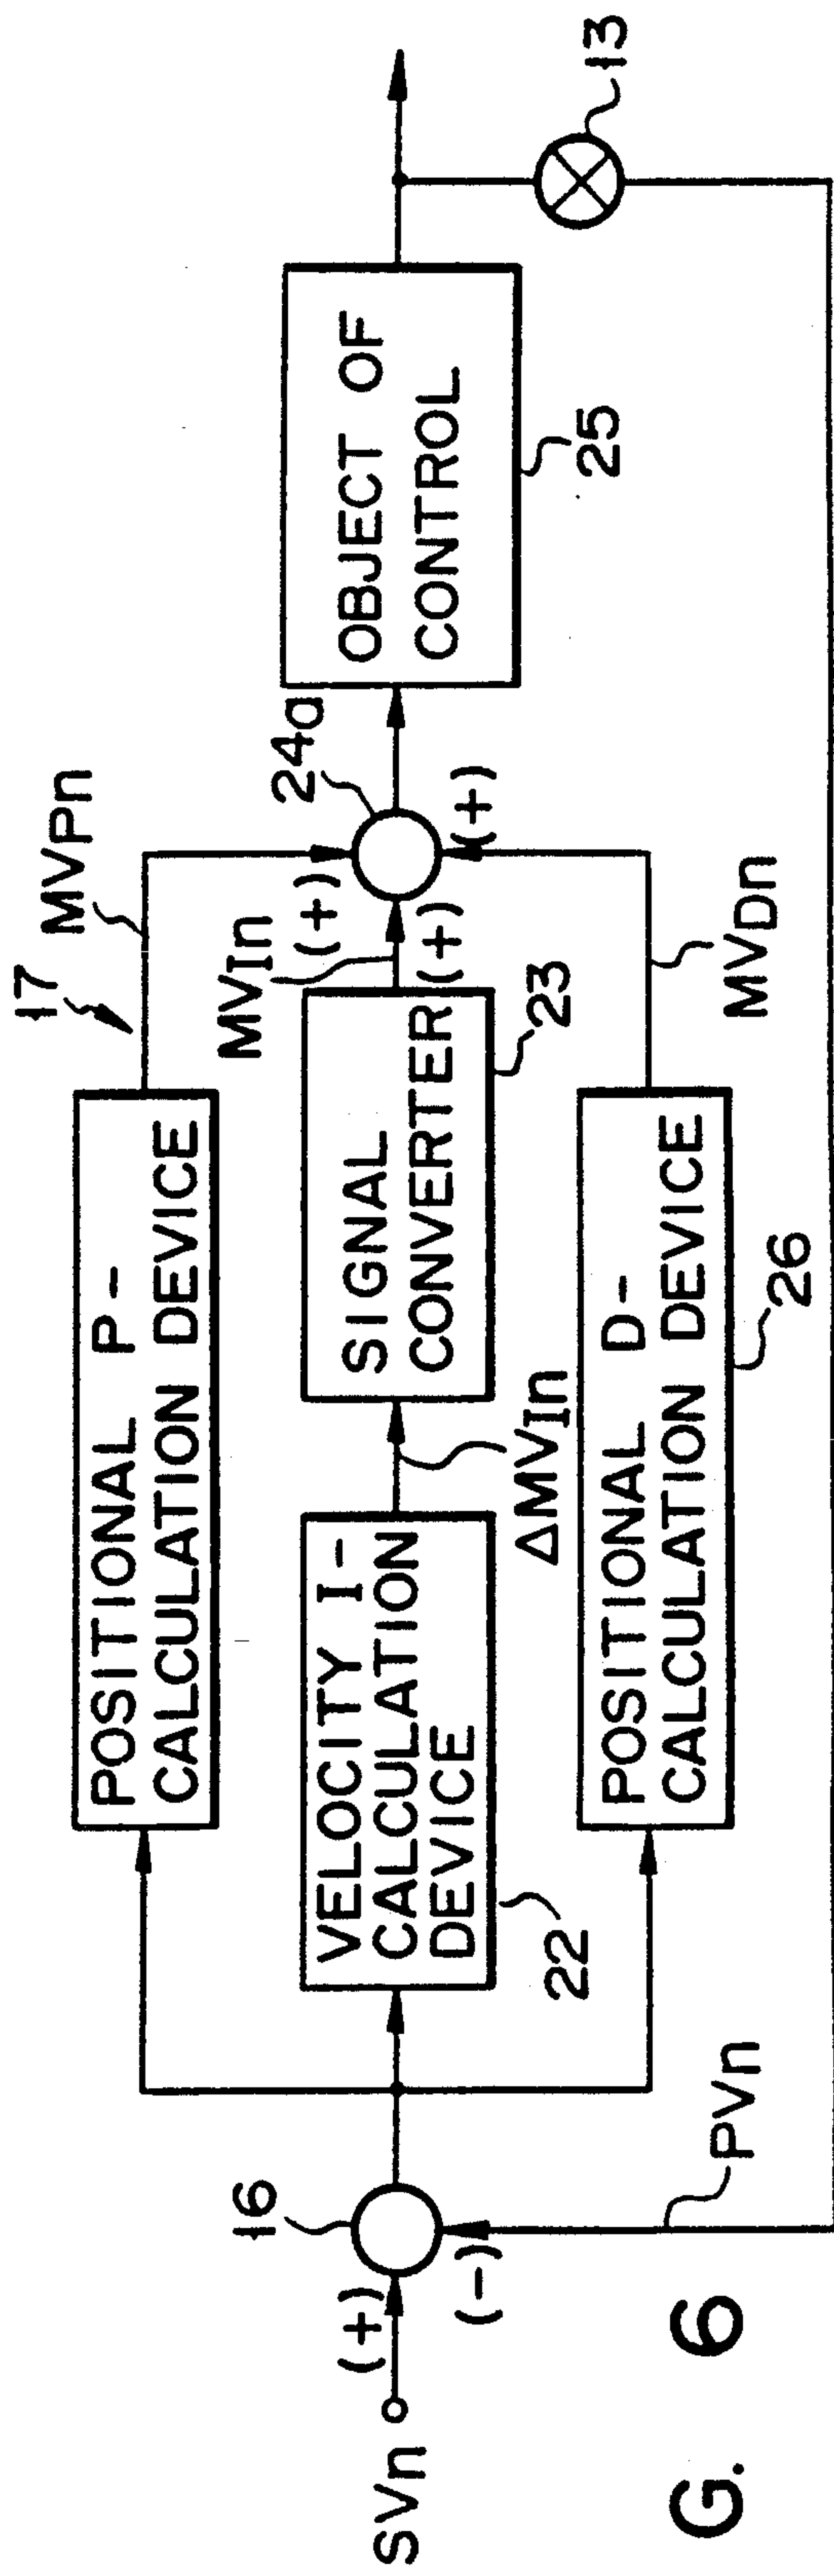 17
MVPn
POSITIONAL P-
CALCULATION DEVICE
16
(+)
SVn
(-)
VELOCITY I-
CALCULATION
DEVICE
22
ΔMVIn
SIGNAL
CONVERTER
23
MVIn
(+)
(+)
24a
(+)
OBJECT OF
CONTROL
25
13
POSITIONAL D-
CALCULATION DEVICE
26
MVDn
PVn
G. 6